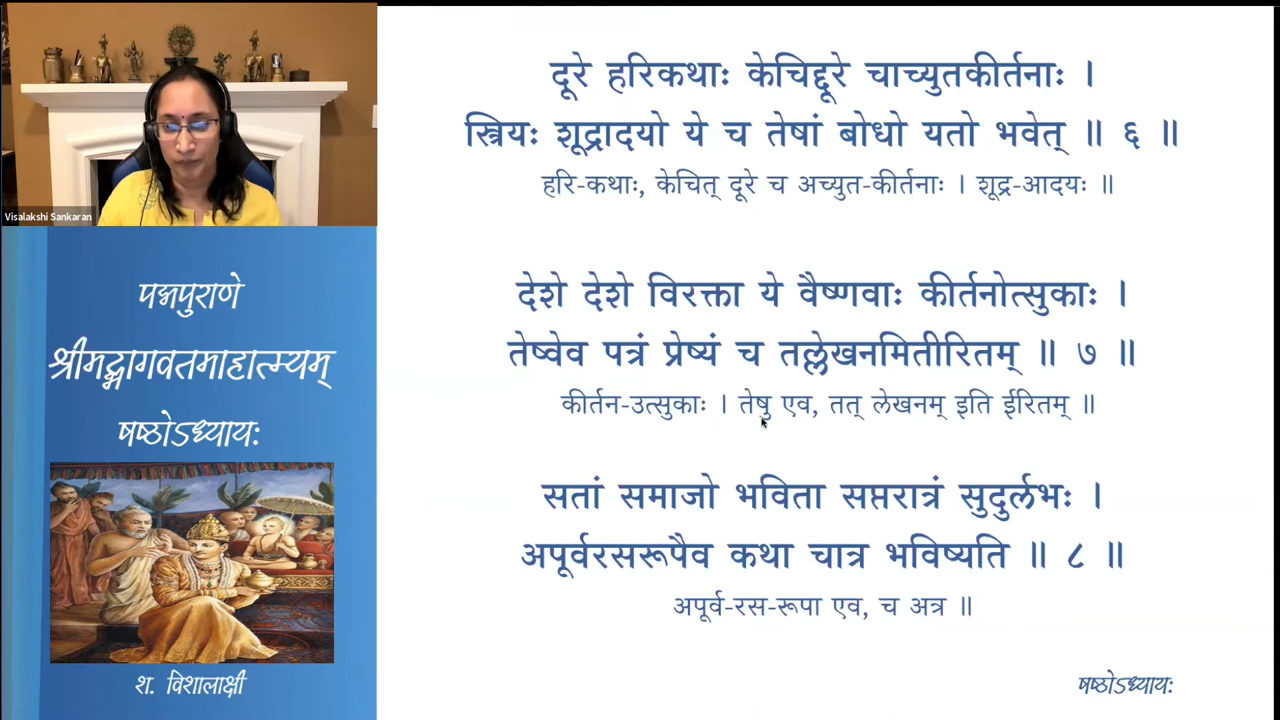 Visalakshi Sankaran
पद्मपुराणे
श्रीमद्भागवतमाहात्म्यम्
षष्ठोऽध्यायः
श. विशालाक्षी
दूरे हरिकथाः केचिद्दूरे चाच्युतकीर्तनाः ।
स्त्रियः शूद्रादयो ये च तेषां बोधो यतो भवेत् ॥ ६ ॥
हरि-कथाः, केचित् दूरे च अच्युत-कीर्तनाः । शूद्र-आदयः ॥
देशे देशे विरक्ता ये वैष्णवाः कीर्तनोत्सुकाः ।
तेष्वेव पत्रं प्रेष्यं च तल्लेखनमितीरितम् ॥ ७ ॥
कीर्तन-उत्सुकाः । तेषु एव, तत् लेखनम् इति ईरितम् ॥
सतां समाजो भविता सप्तरात्रं सुदुर्लभः ।
अपूर्वरसरूपैव कथा चात्र भविष्यति ॥ ८ ॥
अपूर्व-रस-रूपा एव, च अत्र ॥
षष्ठोऽध्यायः